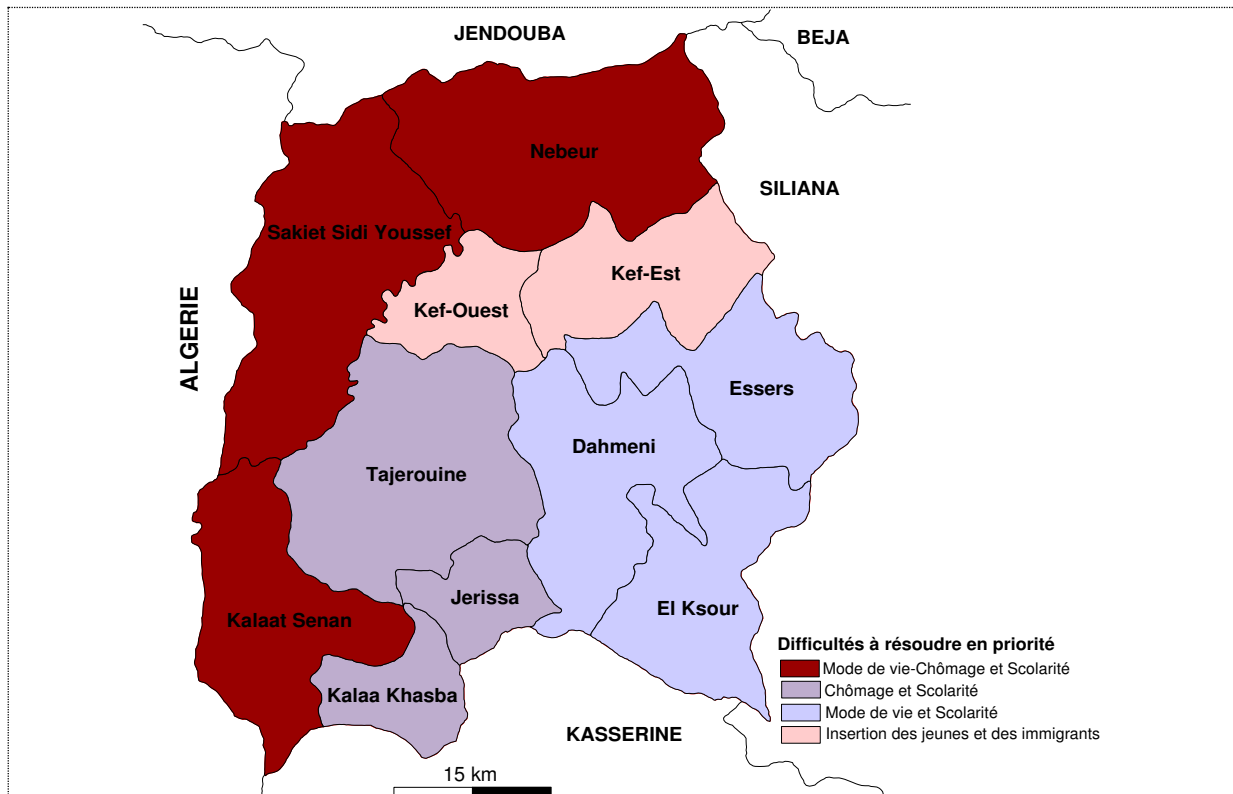 JENDOUBA
BEJA
Nebeur
SILIANA
Sakiet Sidi Youssef
Kef-Est
Kef-Ouest
ALGERIE
Essers
Dahmeni
Tajerouine
Jerissa
El Ksour
Kalaat Senan
Kalaa Khasba
KASSERINE
Difficultés à résoudre en priorité
Mode de vie-Chômage et Scolarité
Chômage et Scolarité
Mode de vie et Scolarité
Insertion des jeunes et des immigrants
15 km